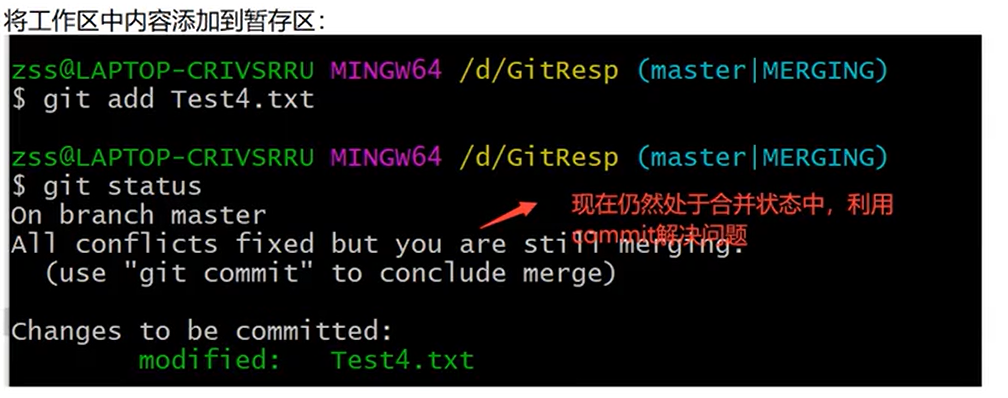 将工作区中内容添加到暂存区：
zss@LAPTOP-CRIVSRRU MINGW64 /d/GitResp (master|MERGING)
$ git add Test4.txt
zss@LAPTOP-CRIVSRRU MINGW64 /d/GitResp (master|MERGING)
$ git status
On branch master
现在仍然处于合并状态中，利用
commit解决问题
All conflicts fixed but you are still merging.
(use "git commit" to conclude merge)
Changes to be committed:
modified: Test4.txt